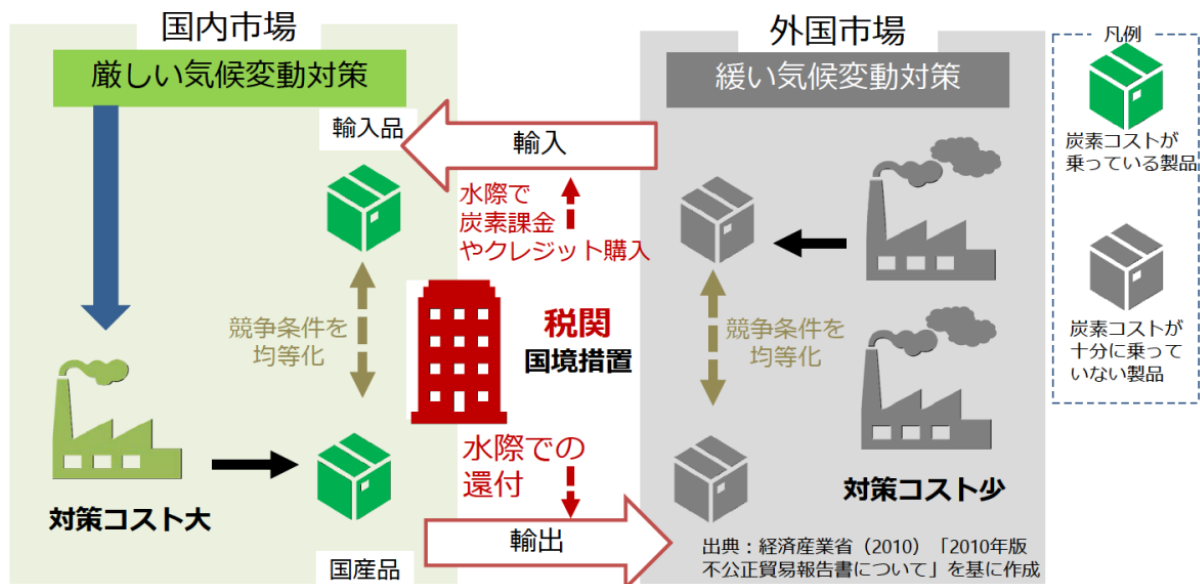 国内市場
厳しい気候変動対策
輸入品
輸入
水際で
炭素課金
やクレジット購入
競争条件を
均等化
税関
国境措置
対策コスト大
水際での
還付
国産品
輸出
外国市場
緩い気候変動対策
競争条件を
均等化
対策コスト少
出典：経済産業省（2010）「2010年版
不公正貿易報告書について」を基に作成
凡例
炭素コストが
乗っている製品
炭素コストが
十分に乗って
いない製品